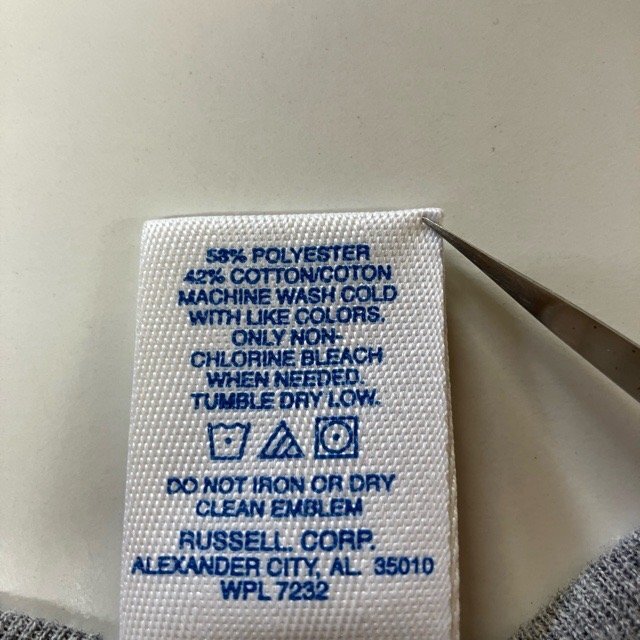 58% POLYESTER
42% COTTON/COTON
MACHINE WASH COLD
WITH LIKE COLORS.
ONLY NON-
CHLORINE BLEACH
WHEN NEEDED.
TUMBLE DRY LOW.
DO NOT IRON OR DRY
CLEAN EMBLEM
RUSSELL. CORP.
ALEXANDER CITY, AL 35010
WPL 7232